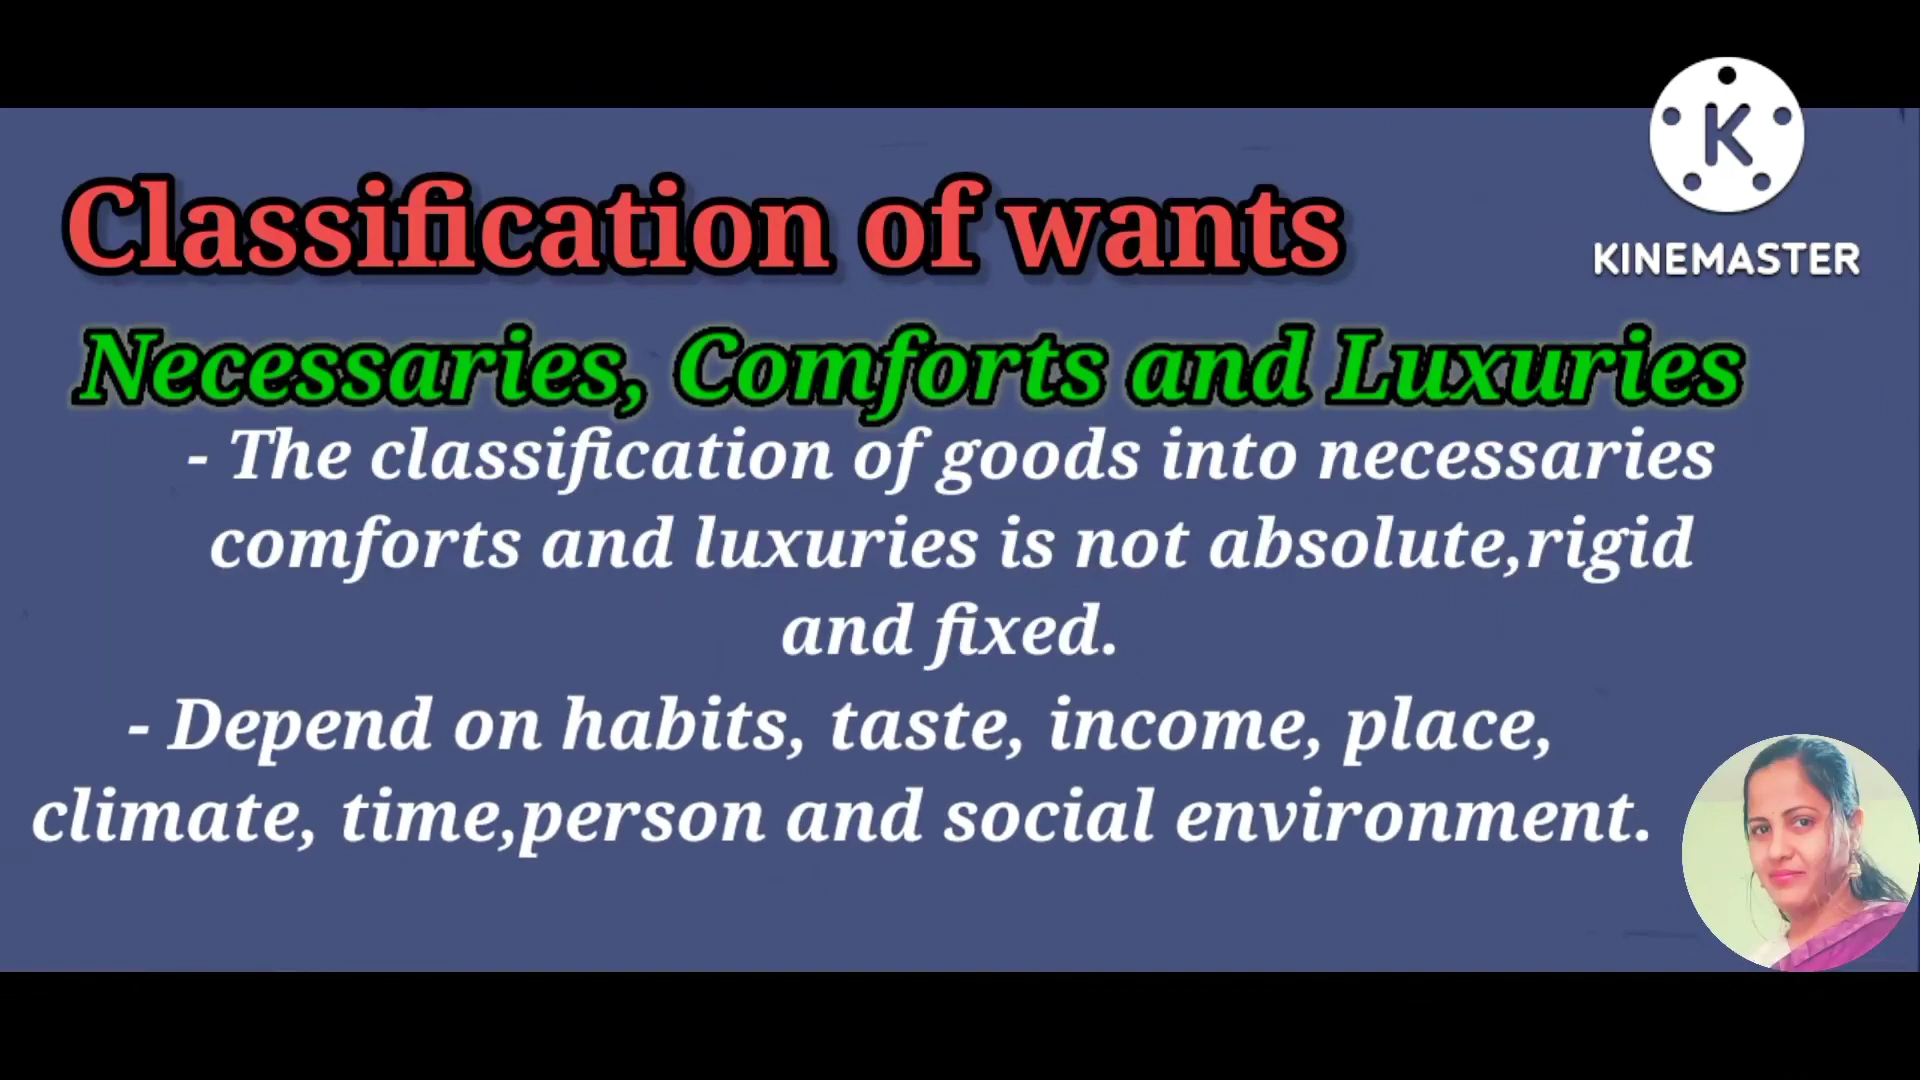 K
KINEMASTER
Classification of wants
Necessaries, Comforts and Luxuries
- The classification of goods into necessaries
comforts and luxuries is not absolute,rigid
and fixed.
- Depend on habits, taste, income, place,
climate, time,person and social environment.